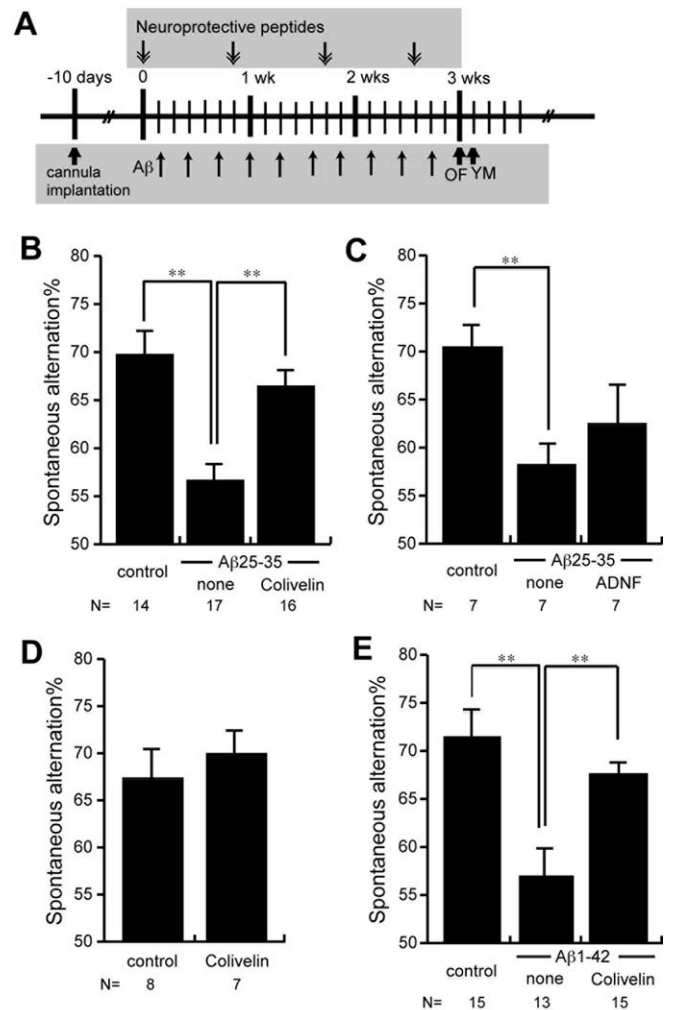 A
Neuroprotective peptides
-10 days 0 1 wk 2 wks 3 wks
// //
cannula
implantation
Aβ
OF YM
B
Spontaneous alternation%
80
75
70
65
60
55
50
** **
Aβ25-35
control none Colivelin
N= 14 17 16
C
Spontaneous alternation%
80
75
70
65
60
55
50
**
Aβ25-35
control none ADNF
N= 7 7 7
D
Spontaneous alternation%
80
75
70
65
60
55
50
control Colivelin
N= 8 7
E
Spontaneous alternation%
80
75
70
65
60
55
50
** **
Aβ1-42
control none Colivelin
N= 15 13 15